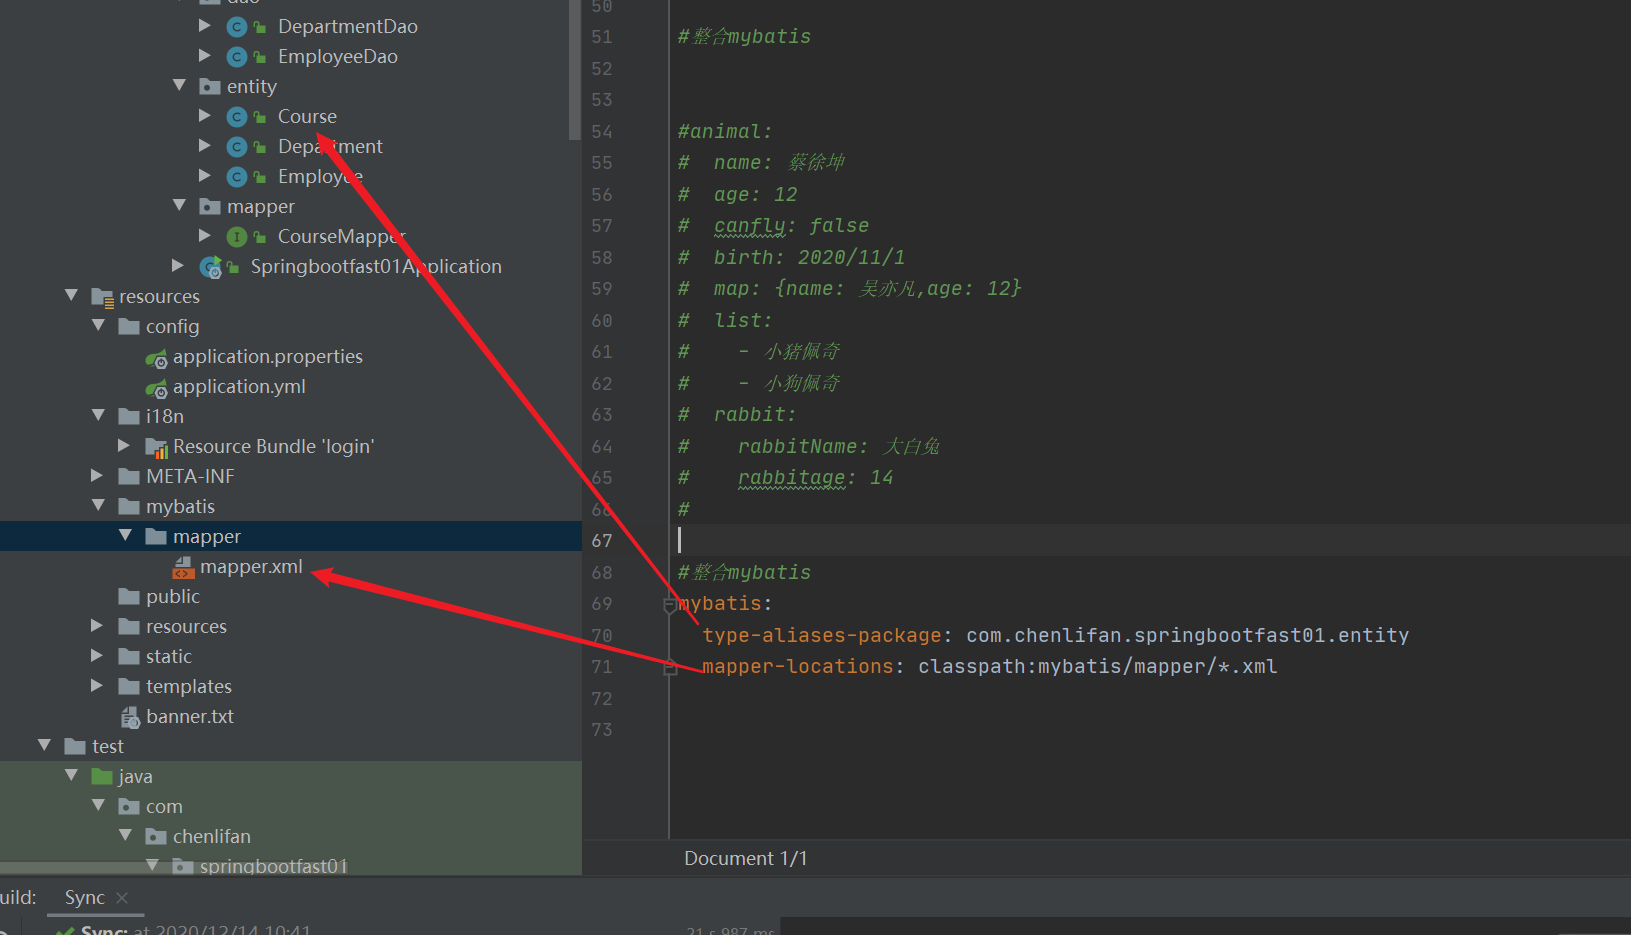 dao
DepartmentDao
EmployeeDao
entity
Course
Department
Employee
mapper
CourseMapper
Springbootfast01Application
resources
config
application.properties
application.yml
i18n
Resource Bundle 'login'
META-INF
mybatis
mapper
mapper.xml
public
resources
static
templates
banner.txt
test
java
com
chenlifan
springbootfast01
50
51 #整合mybatis
52
53
54 #animal:
55 #  name: 蔡徐坤
56 #  age: 12
57 #  canfly: false
58 #  birth: 2020/11/1
59 #  map: {name: 吴亦凡,age: 12}
60 #  list:
61 #    - 小猪佩奇
62 #    - 小狗佩奇
63 #  rabbit:
64 #    rabbitName: 大白兔
65 #    rabbitage: 14
66 #
67
68 #整合mybatis
69 mybatis:
70   type-aliases-package: com.chenlifan.springbootfast01.entity
71   mapper-locations: classpath:mybatis/mapper/*.xml
72
73
Document 1/1
uild: Sync
Sync: at 2020/12/14 10:41 21 s 987 ms